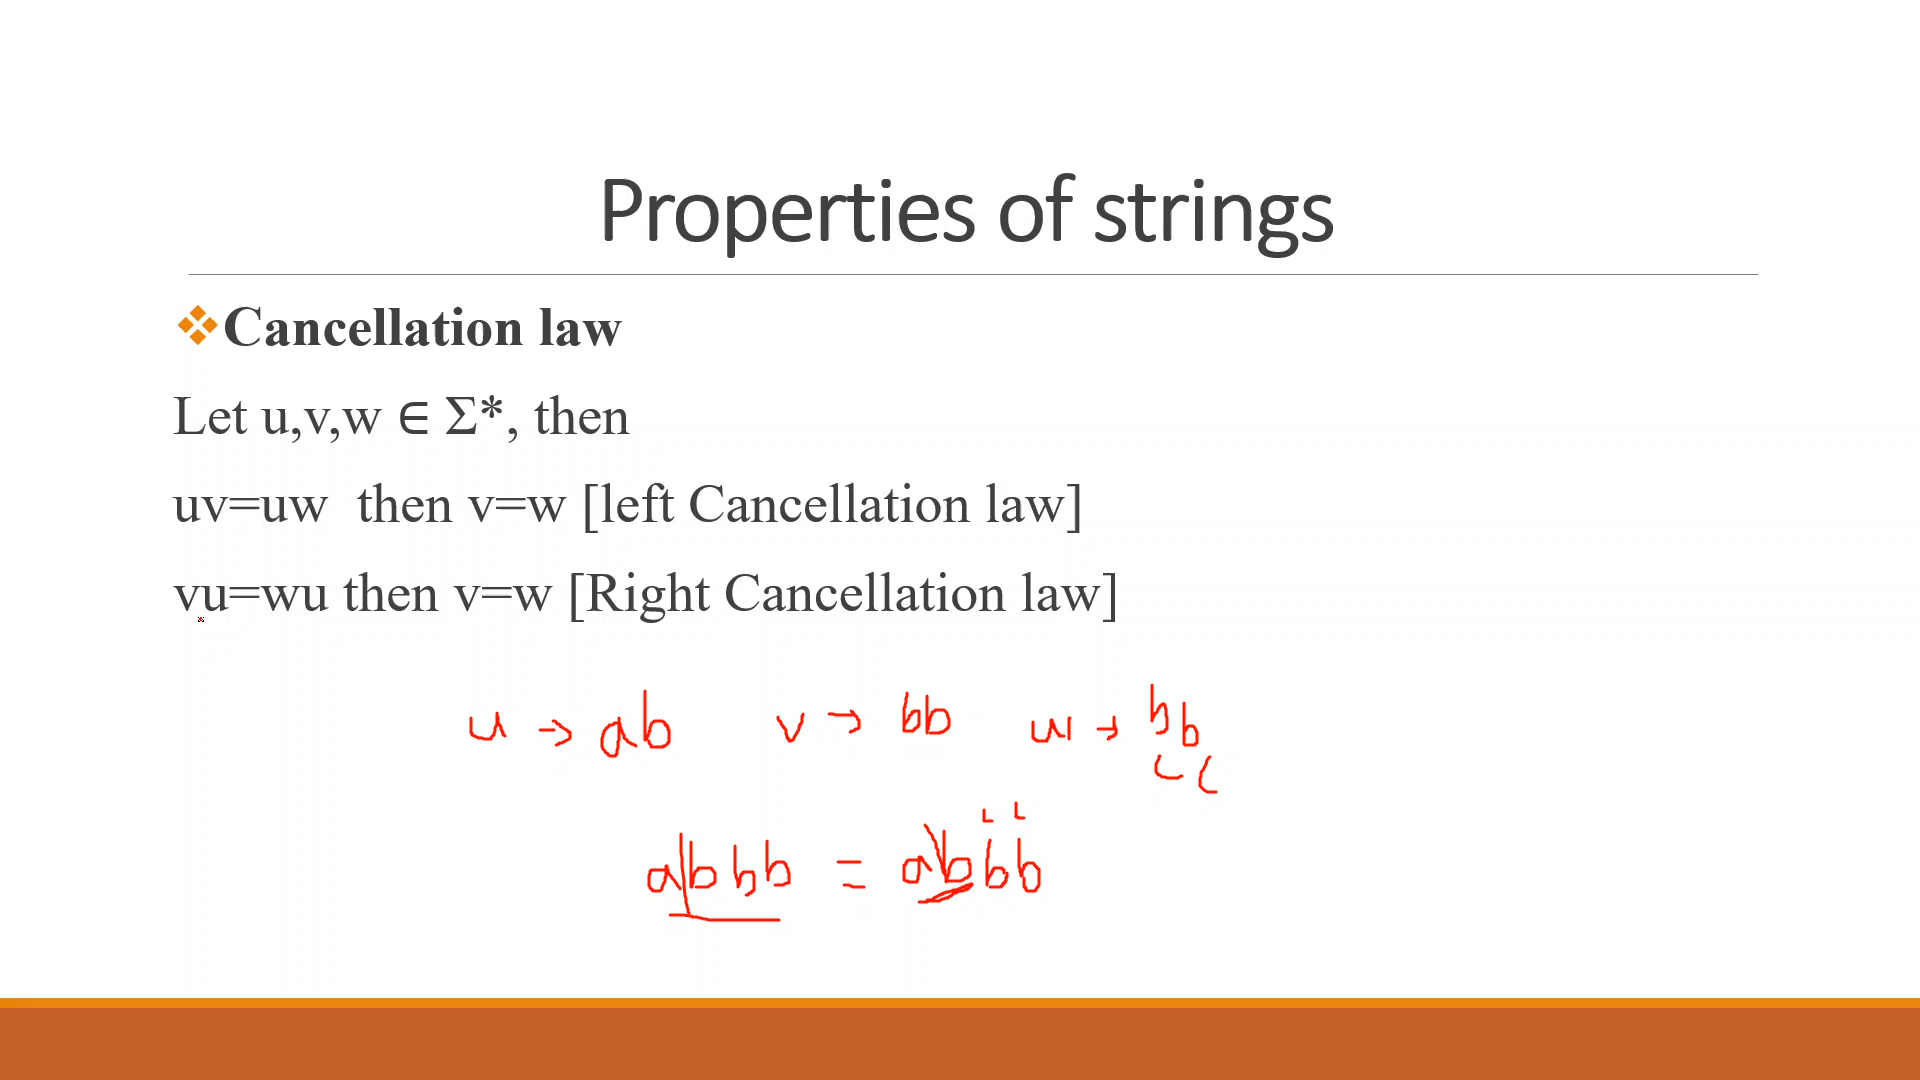 Properties of strings
❖Cancellation law
Let u,v,w ∈ Σ*, then
uv=uw then v=w [left Cancellation law]
vu=wu then v=w [Right Cancellation law]
u → ab v → bb w → bb
abbb = abbb